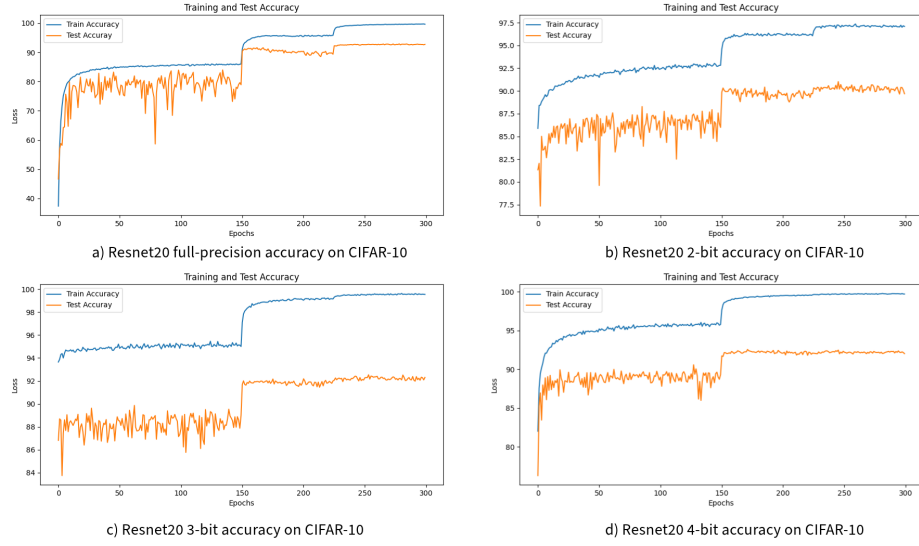 Training and Test Accuracy
Train Accuracy
Test Accuray
100
90
80
70
60
50
40
Loss
0
50
100
150
200
250
300
Epochs
a) Resnet20 full-precision accuracy on CIFAR-10
Training and Test Accuracy
Train Accuracy
Test Accuray
97.5
95.0
92.5
90.0
87.5
85.0
82.5
80.0
77.5
Loss
0
50
100
150
200
250
300
Epochs
b) Resnet20 2-bit accuracy on CIFAR-10
Training and Test Accuracy
Train Accuracy
Test Accuray
100
98
96
94
92
90
88
86
84
Loss
0
50
100
150
200
250
300
Epochs
c) Resnet20 3-bit accuracy on CIFAR-10
Training and Test Accuracy
Train Accuracy
Test Accuray
100
95
90
85
80
Loss
0
50
100
150
200
250
300
Epochs
d) Resnet20 4-bit accuracy on CIFAR-10